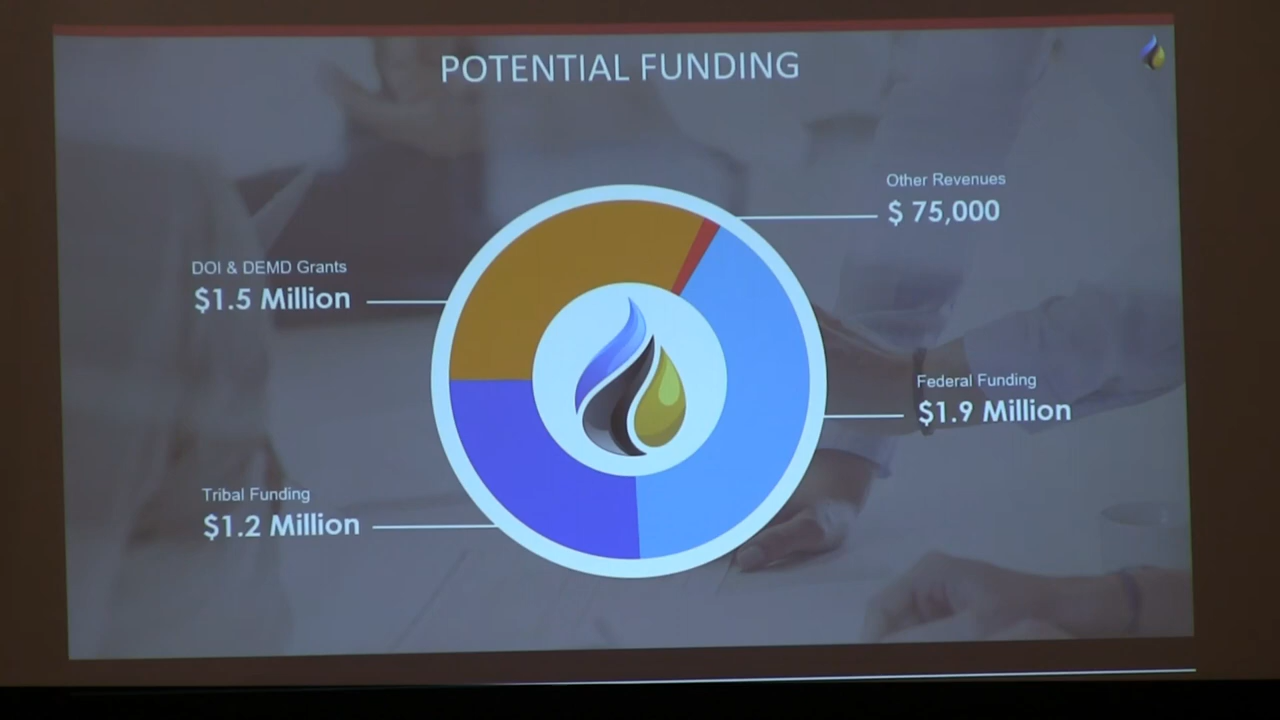 POTENTIAL FUNDING
Other Revenues
$ 75,000
DOI & DEMD Grants
$1.5 Million
Federal Funding
$1.9 Million
Tribal Funding
$1.2 Million